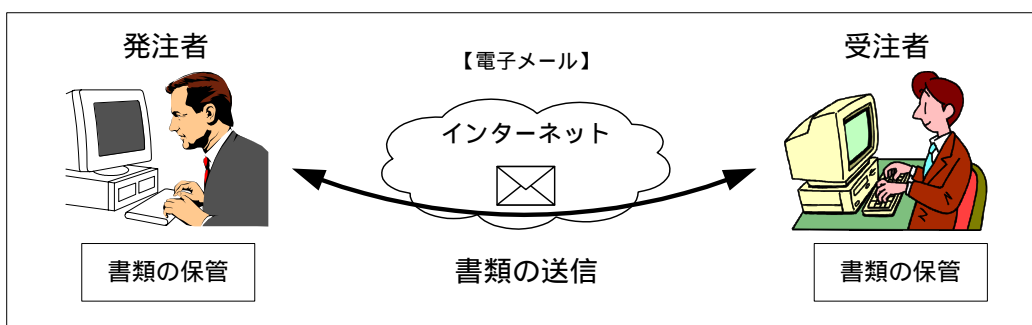 発注者
【電子メール】
受注者
インターネット
書類の保管
書類の送信
書類の保管